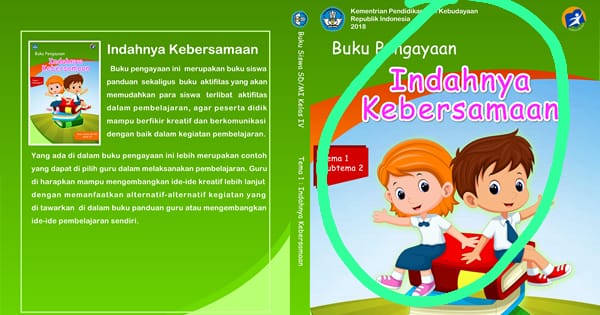 Indahnya Kebersamaan
Buku pengayaan ini merupakan buku siswa
panduan sekaligus buku aktifitas yang akan
memudahkan para siswa terlibat aktifitas
dalam pembelajaran, agar peserta didik
mampu berfikir kreatif dan berkomunikasi
dengan baik dalam kegiatan pembelajaran.
Yang ada di dalam buku pengayaan ini lebih merupakan contoh
yang dapat di pilih guru dalam melaksanakan pembelajaran. Guru
di harapkan mampu mengembangkan ide-ide kreatif lebih lanjut
dengan memanfaatkan alternatif-alternatif kegiatan yang
di tawarkan di dalam buku panduan guru atau mengembangkan
ide-ide pembelajaran sendiri.
Buku Pengayaan
Indahnya
Kebersamaan
Buku Siswa SD/MI Kelas IV
Tema 1 : Indahnya Kebersamaan
Kementrian Pendidikan Kebudayaan
Republik Indonesia
2018
Buku Pengayaan
Indahnya
Kebersamaan
Tema 1
Subtema 2